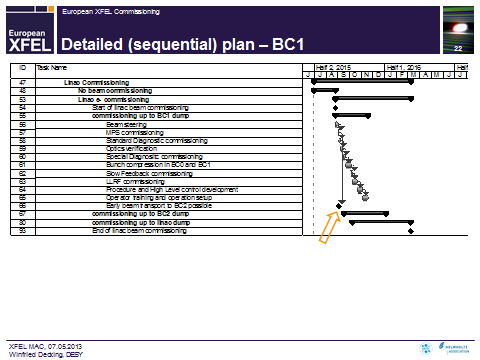 European XFEL Commissioning
European
XFEL
Detailed (sequential) plan – BC1
22
ID Task Name Half 2, 2015 Half 1, 2016 Half
J J A S O N D J F M A M J J
47 Linac Commissioning
48 No beam commissioning
53 Linac e- commissioning
54 Start of linac beam commissioning
55 commissioning up to BC1 dump
56 Beam steering
57 MPS commissioning
58 Standard Diagnostic commissioning
59 Optics verification
60 Special Diagnostic commissioning
61 Bunch compression in BC0 and BC1
62 Slow Feedback commissioning
63 LLRF commissioning
64 Procedure and High Level control development
65 Operator training and operation setup
66 Early beam transport to BC2 possible
67 commissioning up to BC2 dump
80 commissioning up to linac dump
93 End of linac beam commissioning
XFEL MAC, 07.05.2013
Winfried Decking, DESY
HELMHOLTZ